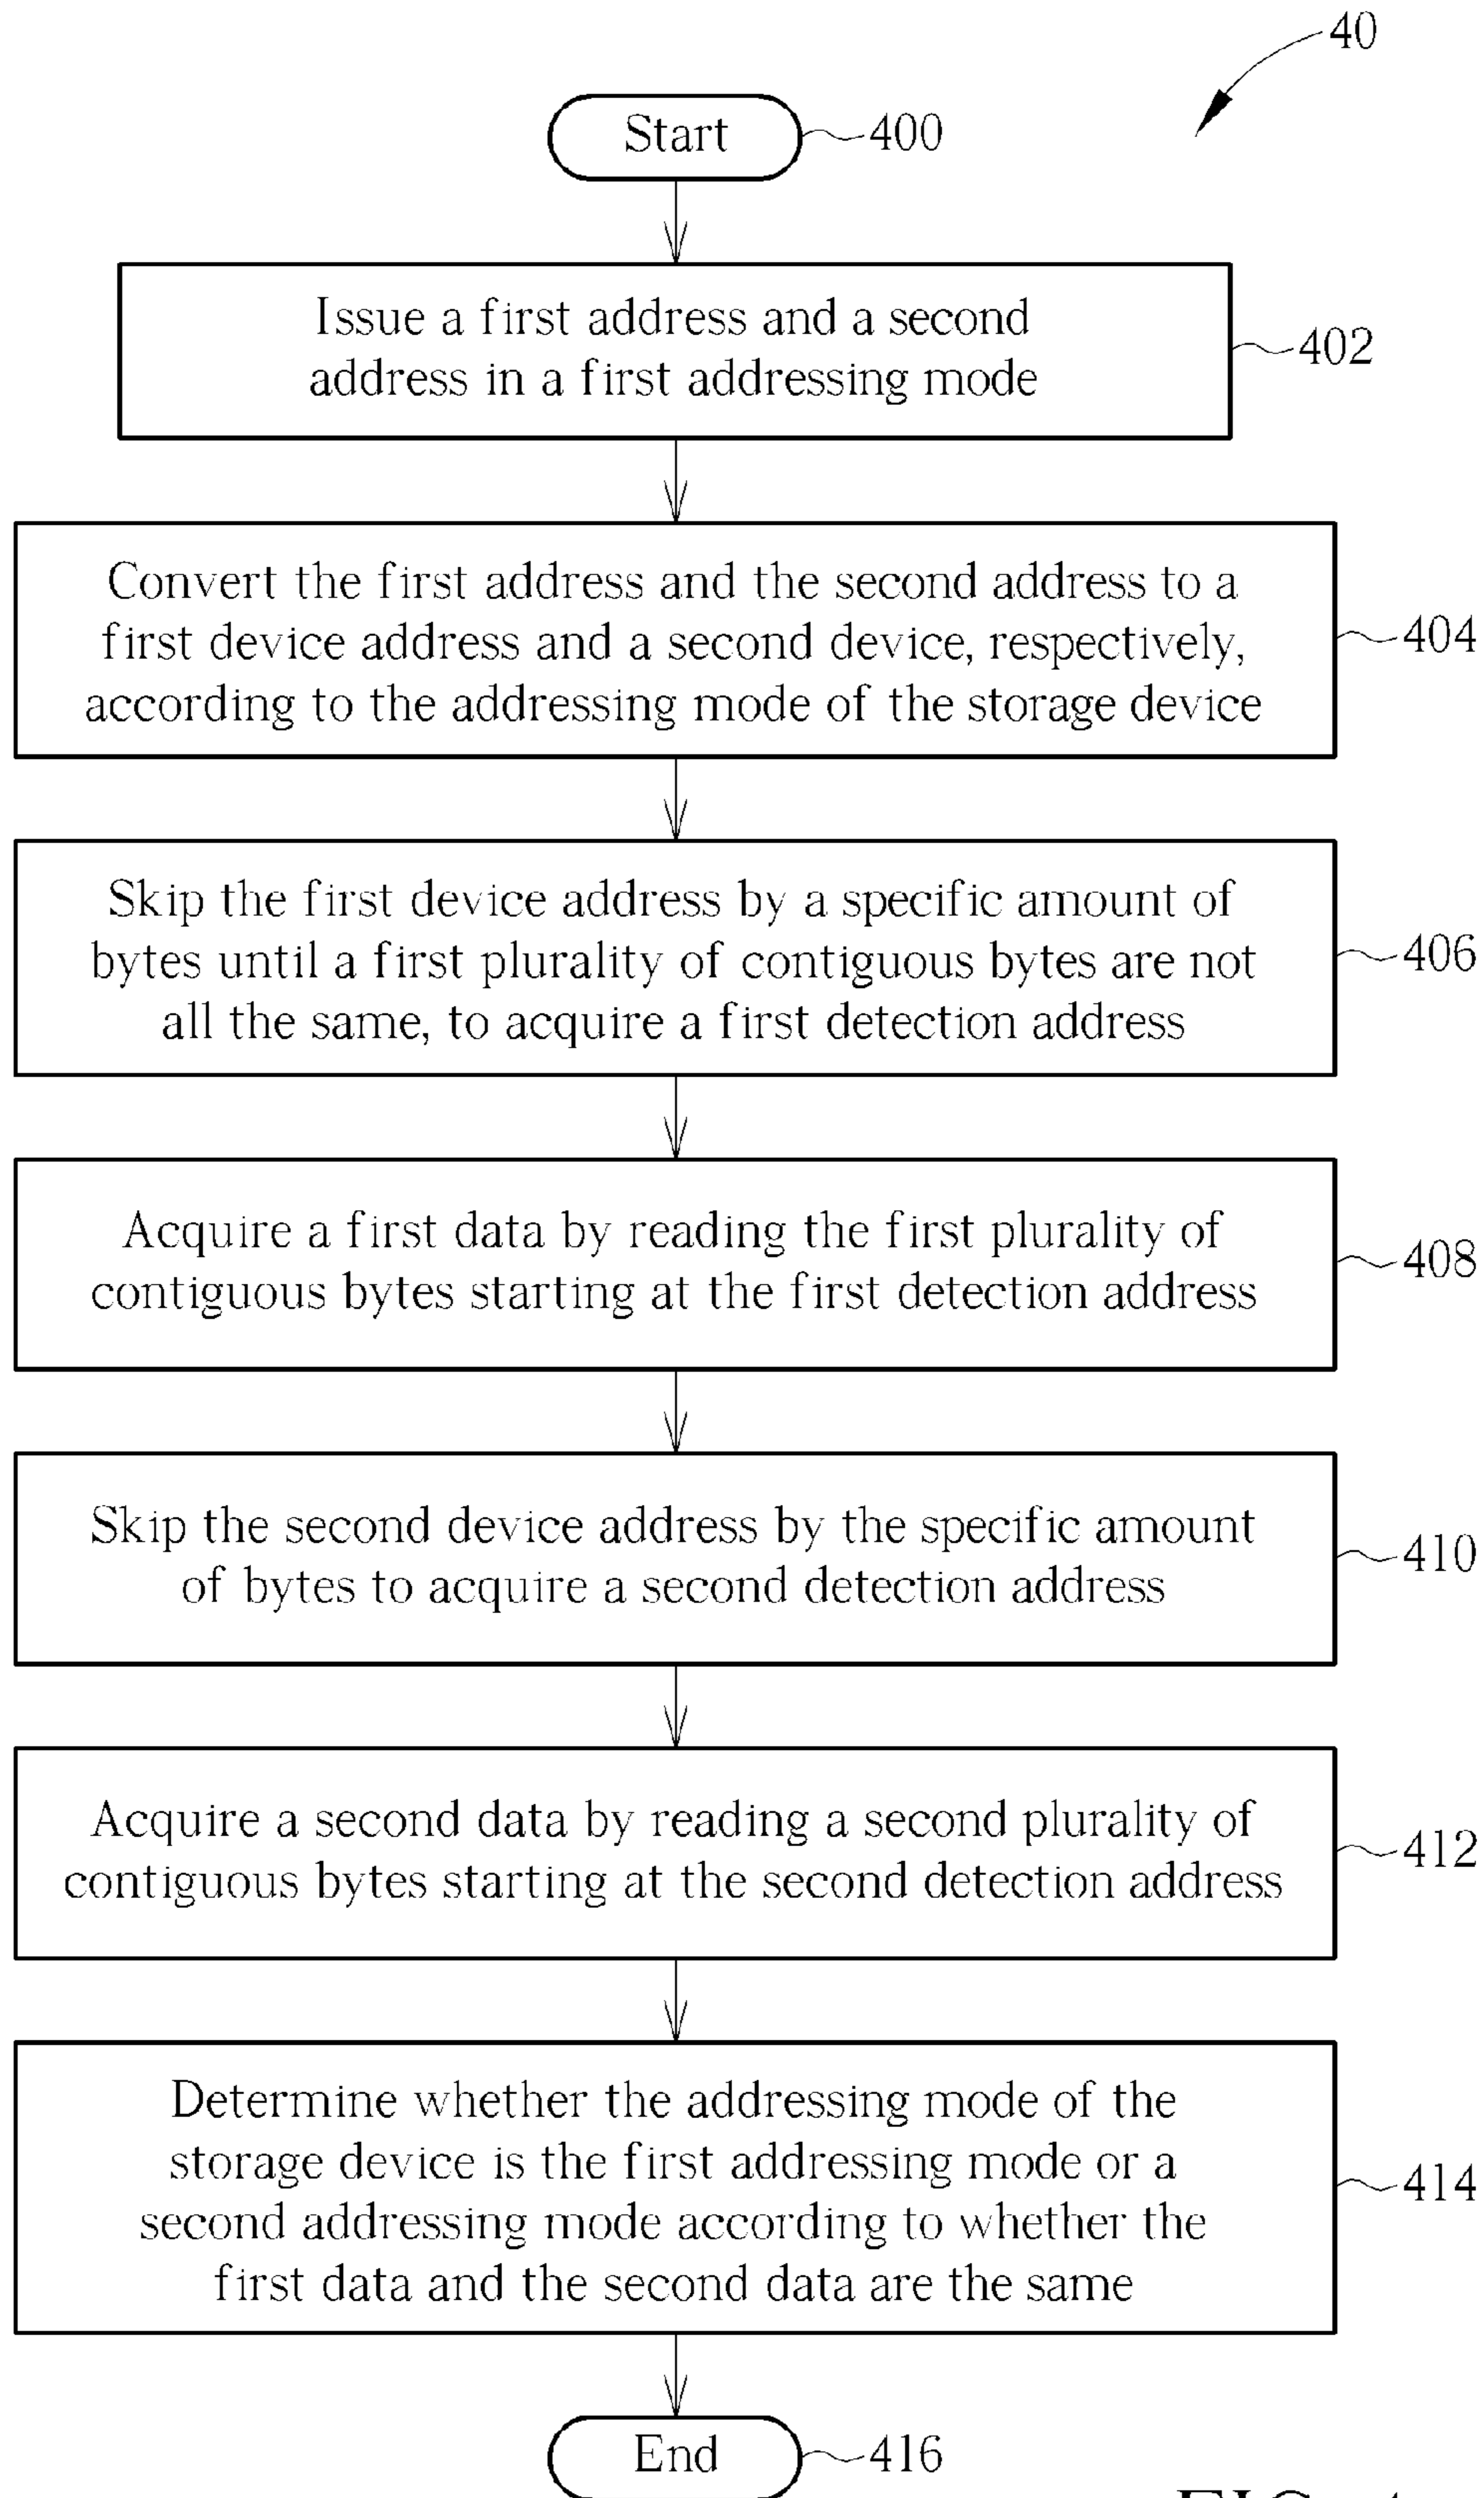 40
Start
400
Issue a first address and a second
address in a first addressing mode
402
Convert the first address and the second address to a
first device address and a second device, respectively,
according to the addressing mode of the storage device
404
Skip the first device address by a specific amount of
bytes until a first plurality of contiguous bytes are not
all the same, to acquire a first detection address
406
Acquire a first data by reading the first plurality of
contiguous bytes starting at the first detection address
408
Skip the second device address by the specific amount
of bytes to acquire a second detection address
410
Acquire a second data by reading a second plurality of
contiguous bytes starting at the second detection address
412
Determine whether the addressing mode of the
storage device is the first addressing mode or a
second addressing mode according to whether the
first data and the second data are the same
414
End
416